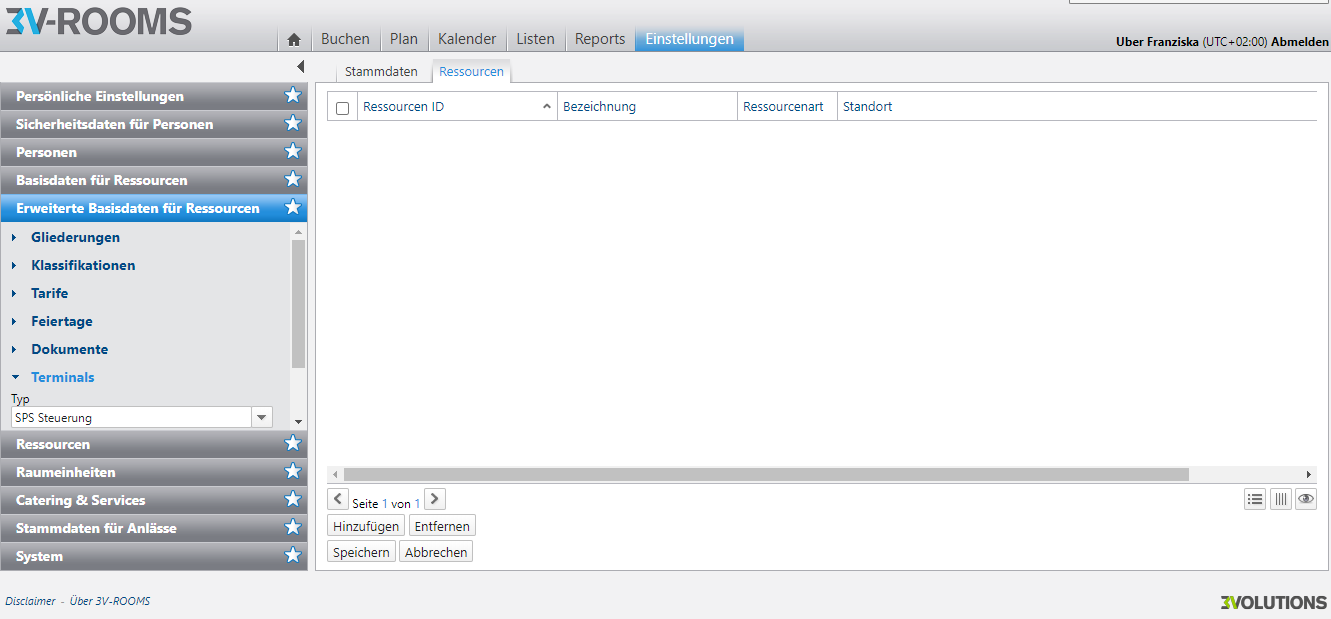 3V-ROOMS
Buchen Plan Kalender Listen Reports Einstellungen
Uber Franziska (UTC+02:00) Abmelden
Stammdaten Ressourcen
Persönliche Einstellungen
Sicherheitsdaten für Personen
Personen
Basisdaten für Ressourcen
Erweiterte Basisdaten für Ressourcen
Gliederungen
Klassifikationen
Tarife
Feiertage
Dokumente
Terminals
Typ
SPS Steuerung
Ressourcen
Raumeinheiten
Catering & Services
Stammdaten für Anlässe
System
Ressourcen ID Bezeichnung Ressourcenart Standort
Seite 1 von 1
Hinzufügen Entfernen
Speichern Abbrechen
Disclaimer - Über 3V-ROOMS
3VOLUTIONS